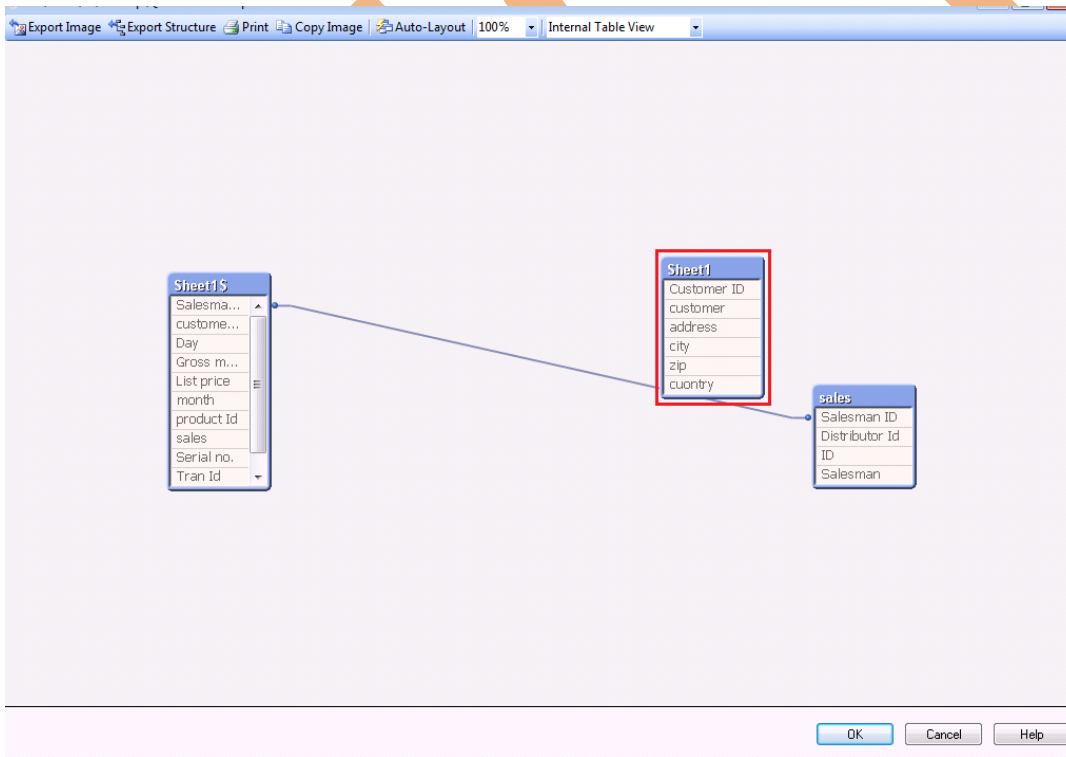 Export Image Export Structure Print Copy Image Auto-Layout 100% Internal Table View
Sheet1$
Salesma...
custome...
Day
Gross m...
List price
month
product Id
sales
Serial no.
Tran Id
Sheet1
Customer ID
customer
address
city
zip
cuontry
sales
Salesman ID
Distributor Id
ID
Salesman
OK Cancel Help